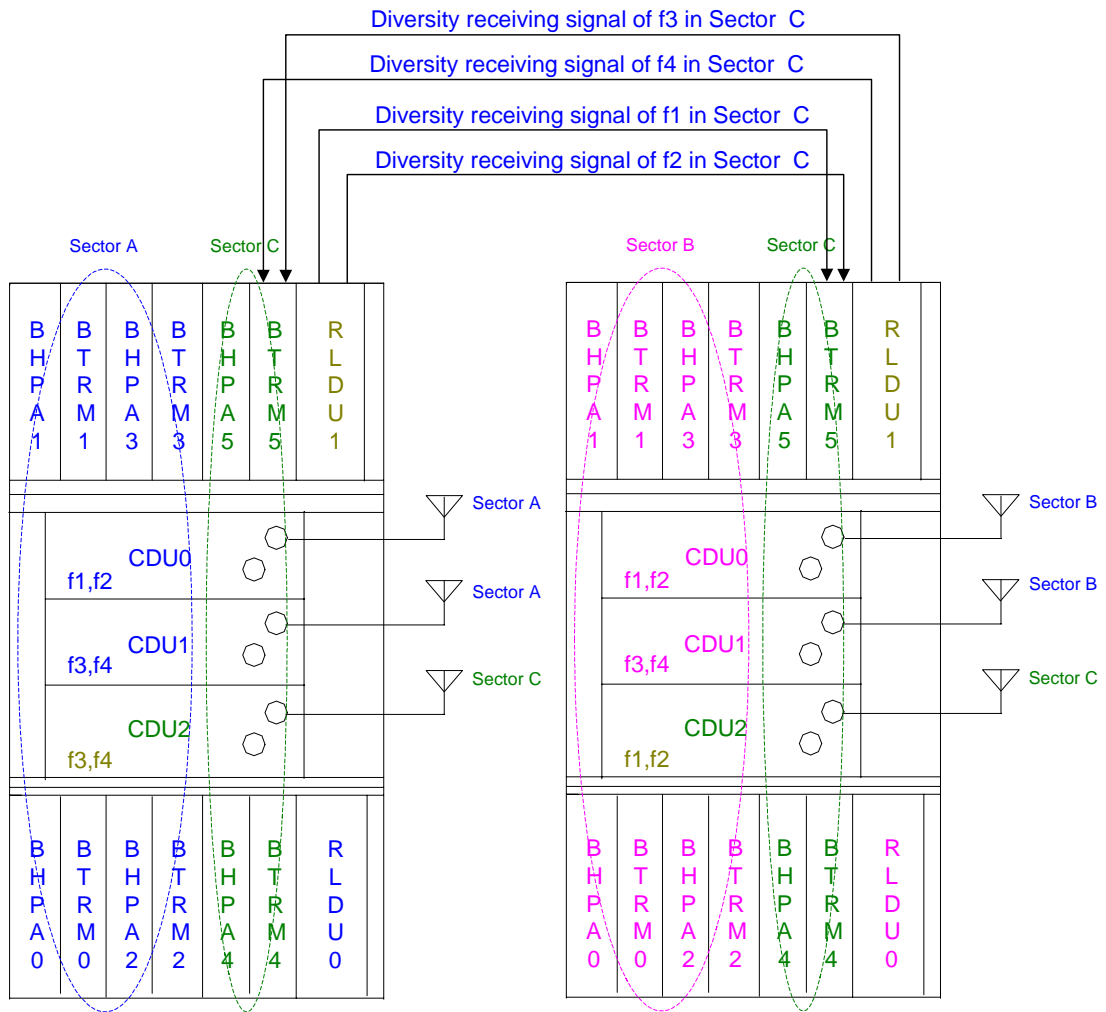 Diversity receiving signal of f3 in Sector C
Diversity receiving signal of f4 in Sector C
Diversity receiving signal of f1 in Sector C
Diversity receiving signal of f2 in Sector C
Sector A
Sector C
Sector B
Sector C
BHPA1
BTRM1
BHPA3
BTRM3
BHPA5
BTRM5
RLDU1
BHPA1
BTRM1
BHPA3
BTRM3
BHPA5
BTRM5
RLDU1
CDU0
f1,f2
Sector A
CDU1
f3,f4
Sector A
CDU2
f3,f4
Sector C
CDU0
f1,f2
Sector B
CDU1
f3,f4
Sector B
CDU2
f1,f2
Sector C
BHPA0
BTRM0
BHPA2
BTRM2
BHPA4
BTRM4
RLDU0
BHPA0
BTRM0
BHPA2
BTRM2
BHPA4
BTRM4
RLDU0